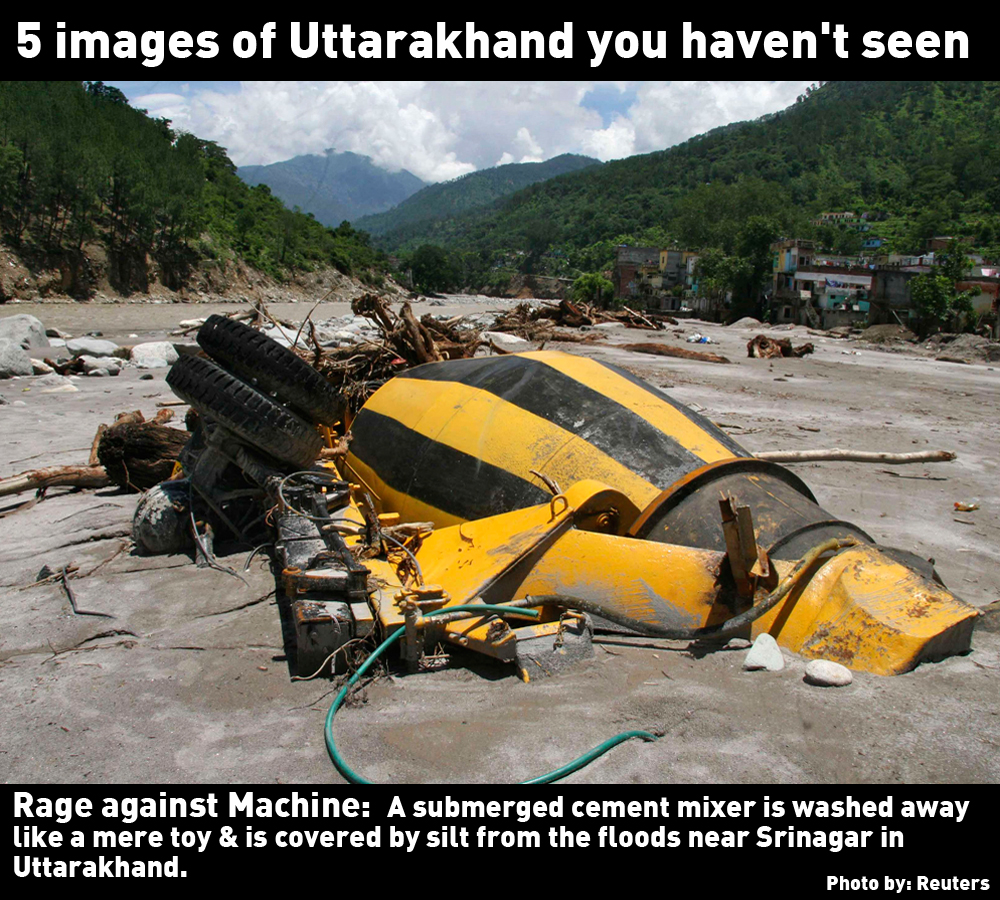 5 images of Uttarakhand you haven't seen
Rage against Machine: A submerged cement mixer is washed away
like a mere toy & is covered by silt from the floods near Srinagar in
Uttarakhand.
Photo by: Reuters